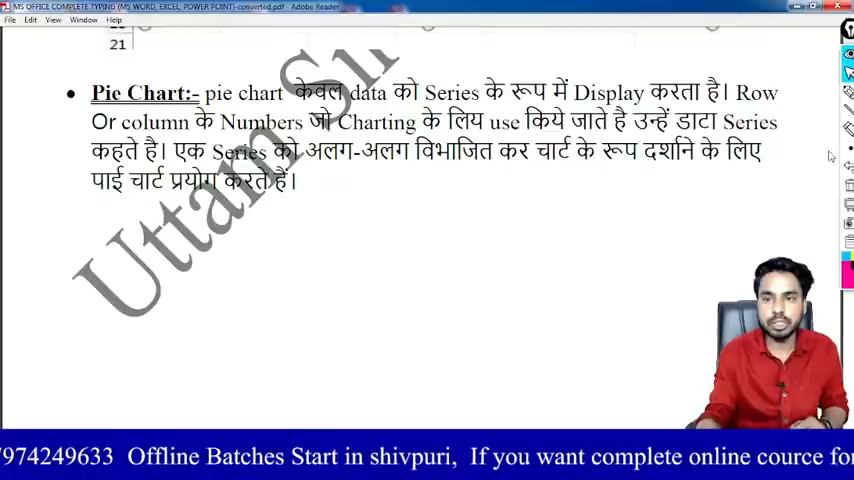 MS OFFICE COMPLETE TYPING (MS WORD, EXCEL, POWER POINT)-converted.pdf - Adobe Reader
File Edit View Window Help
21
Pie Chart:- pie chart केवल data को Series के रूप में Display करता है। Row
Or column के Numbers जो Charting के लिय use किये जाते है उन्हें डाटा Series
कहते है। एक Series को अलग-अलग विभाजित कर चार्ट के रूप दर्शाने के लिए
पाई चार्ट प्रयोग करते हैं।
Uttam
7974249633 Offline Batches Start in shivpuri, If you want complete online cource for